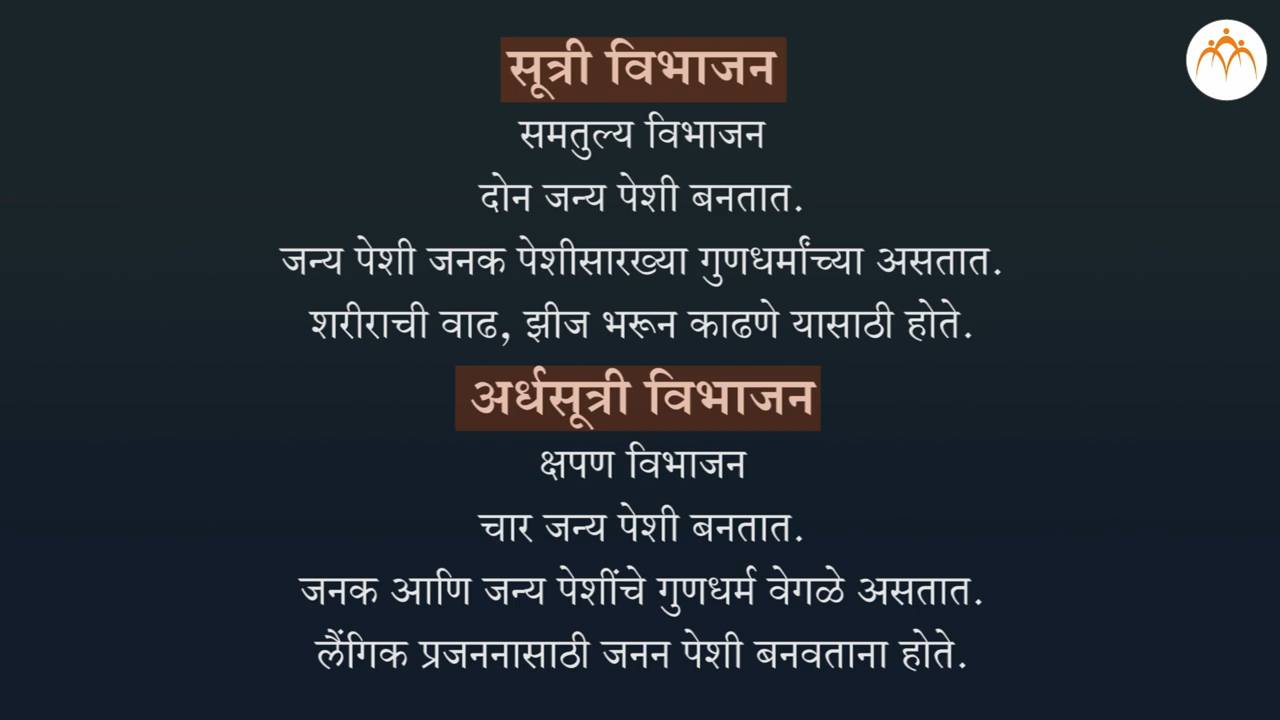 सूत्री विभाजन
समतुल्य विभाजन
दोन जन्य पेशी बनतात.
जन्य पेशी जनक पेशीसारख्या गुणधर्मांच्या असतात.
शरीराची वाढ, झीज भरून काढणे यासाठी होते.
अर्धसूत्री विभाजन
क्षपण विभाजन
चार जन्य पेशी बनतात.
जनक आणि जन्य पेशींचे गुणधर्म वेगळे असतात.
लैंगिक प्रजननासाठी जनन पेशी बनवताना होते.